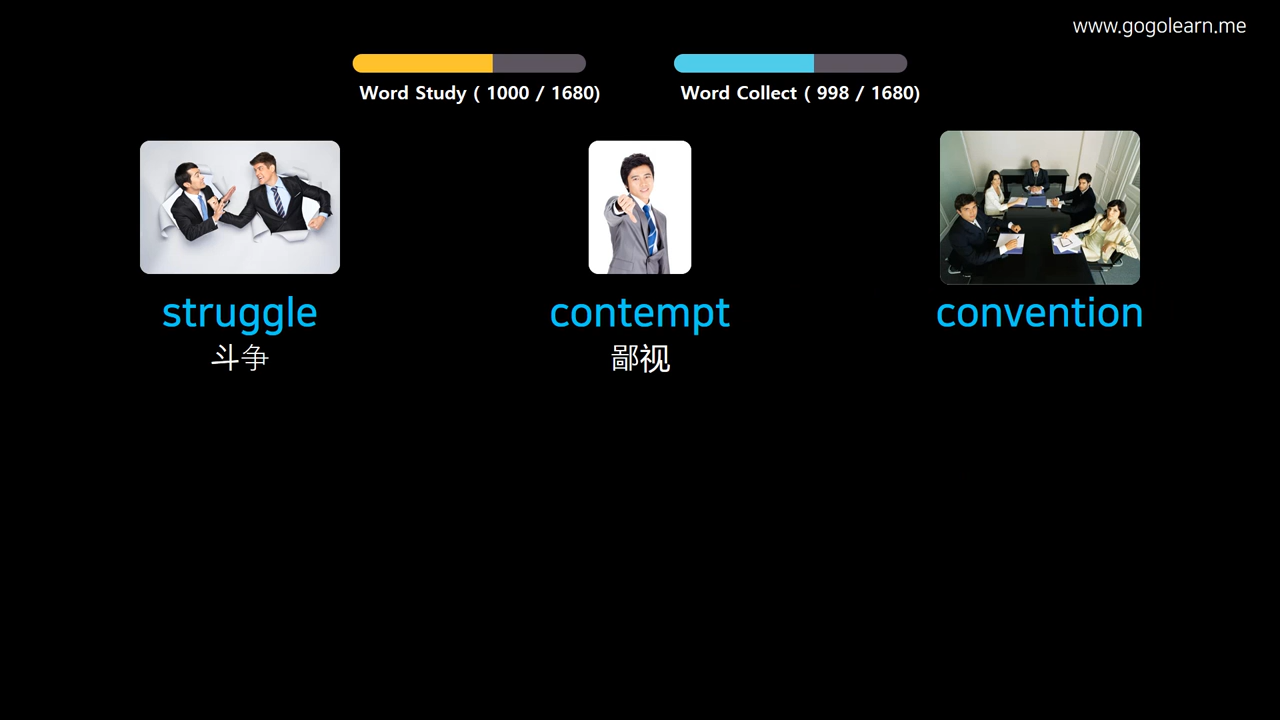 www.gogolearn.me
Word Study ( 1000 / 1680)
Word Collect ( 998 / 1680)
struggle
contempt
convention
斗争
鄙视